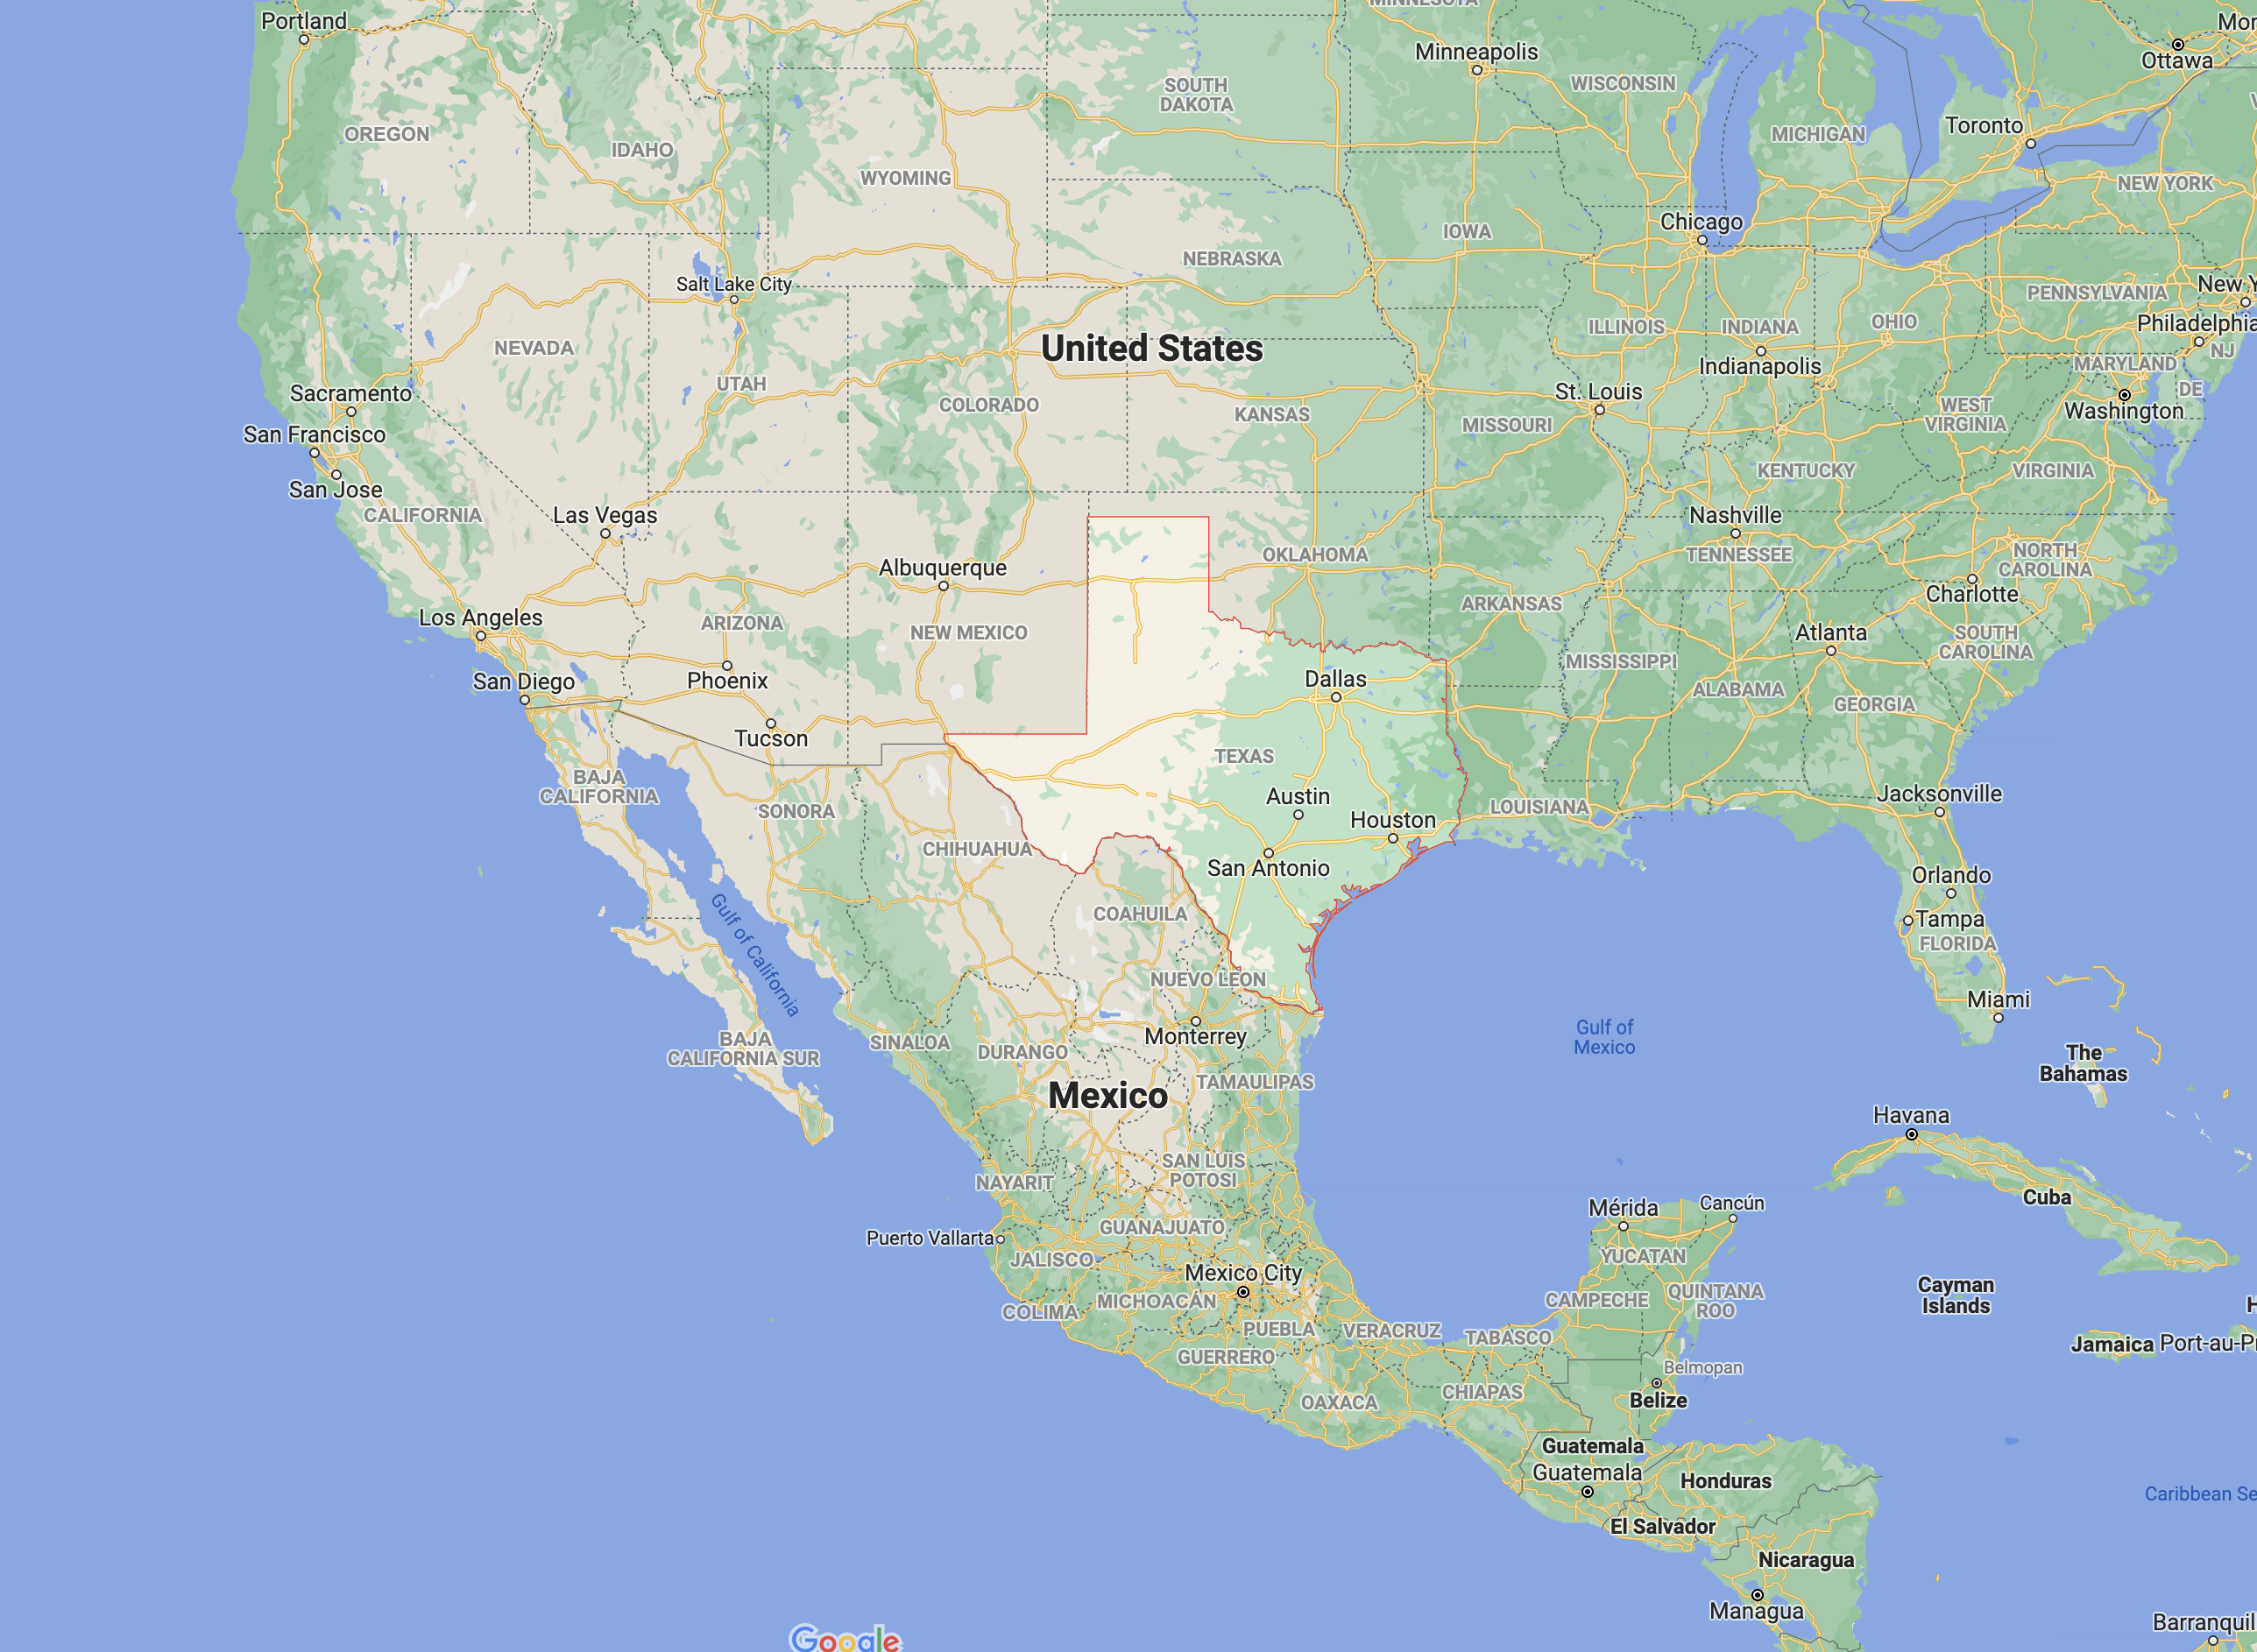 MINNESOTA
Portland
Mor
Ottawa
Minneapolis
SOUTH
DAKOTA
WISCONSIN
OREGON
IDAHO
MICHIGAN
Toronto
WYOMING
NEW YORK
Chicago
IOWA
NEBRASKA
Salt Lake City
New Y
PENNSYLVANIA
Philadelphia
NJ
ILLINOIS
INDIANA
OHIO
United States
NEVADA
Indianapolis
MARYLAND
DE
UTAH
Sacramento
COLORADO
KANSAS
St. Louis
MISSOURI
WEST
VIRGINIA
Washington
San Francisco
KENTUCKY
VIRGINIA
San Jose
CALIFORNIA
Las Vegas
Nashville
TENNESSEE
OKLAHOMA
NORTH
CAROLINA
Albuquerque
Charlotte
ARKANSAS
Los Angeles
ARIZONA
NEW MEXICO
Atlanta
SOUTH
CAROLINA
MISSISSIPPI
San Diego
Phoenix
Dallas
ALABAMA
GEORGIA
Tucson
TEXAS
BAJA
CALIFORNIA
SONORA
Austin
Houston
LOUISIANA
Jacksonville
CHIHUAHUA
San Antonio
Orlando
Gulf of California
COAHUILA
Tampa
FLORIDA
NUEVO LEON
Miami
Monterrey
Gulf of
Mexico
BAJA
CALIFORNIA SUR
SINALOA
DURANGO
The
Bahamas
TAMAULIPAS
Mexico
Havana
SAN LUIS
POTOSI
NAYARIT
Cuba
Mérida
Cancún
GUANAJUATO
Puerto Vallarta
JALISCO
YUCATAN
Mexico City
QUINTANA
ROO
Cayman
Islands
CAMPECHE
MICHOACÁN
COLIMA
H
PUEBLA
VERACRUZ
TABASCO
Jamaica
Port-au-Pr
GUERRERO
Belmopan
CHIAPAS
Belize
OAXACA
Guatemala
Guatemala
Honduras
Caribbean Se
El Salvador
Nicaragua
Managua
Barranquil
Google